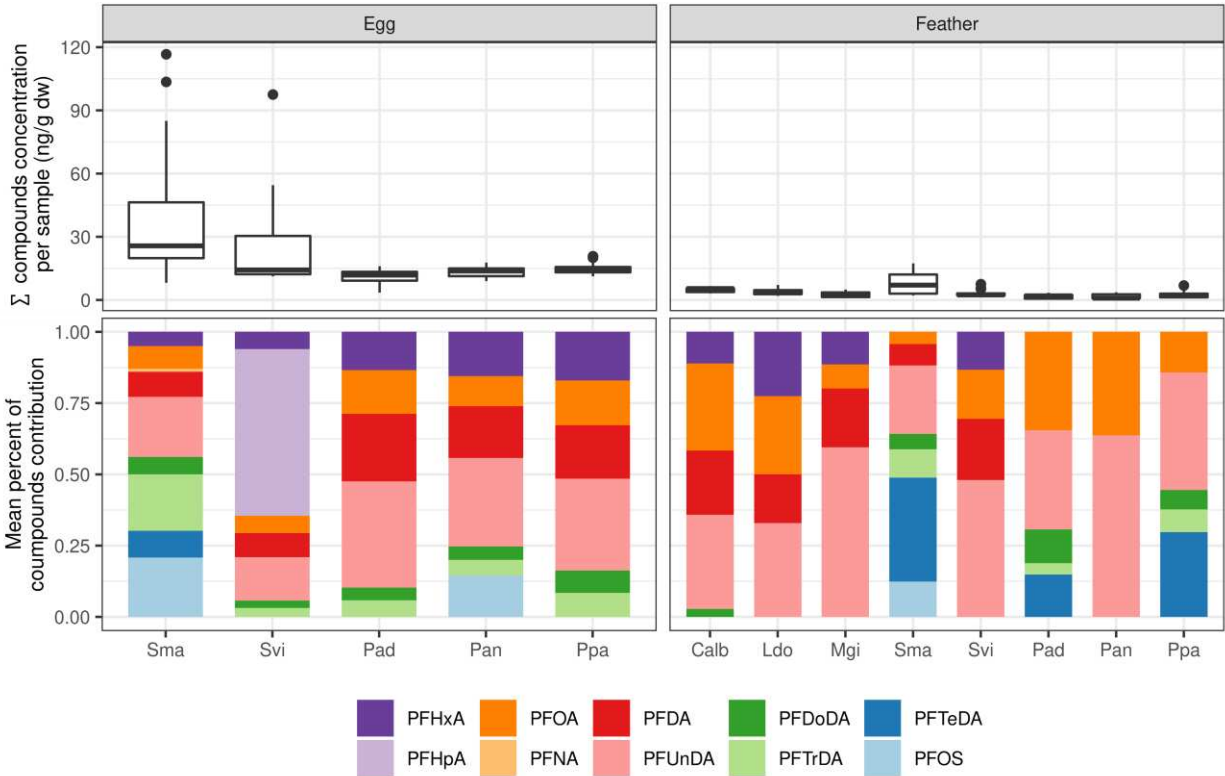 Egg
Feather
Σ compounds concentration
per sample (ng/g dw)
120
90
60
30
0
Mean percent of
coumpounds contribution
1.00
0.75
0.50
0.25
0.00
Sma Svi Pad Pan Ppa
Calb Ldo Mgi Sma Svi Pad Pan Ppa
PFHxA PFOA PFDA PFDoDA PFTeDA
PFHpA PFNA PFUnDA PFTrDA PFOS